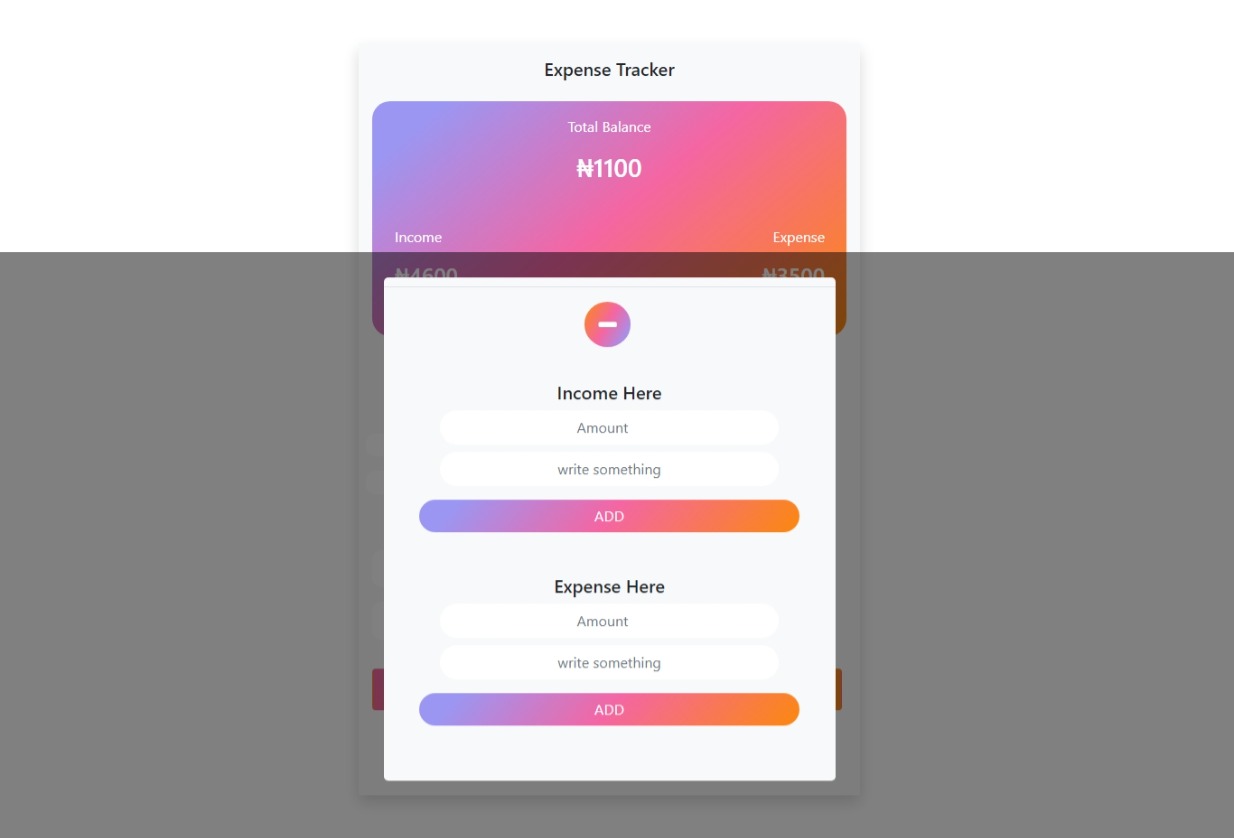 Expense Tracker
Total Balance
₦1100
Income
Expense
₦4600
₦3500
Income Here
Amount
write something
ADD
Expense Here
Amount
write something
ADD